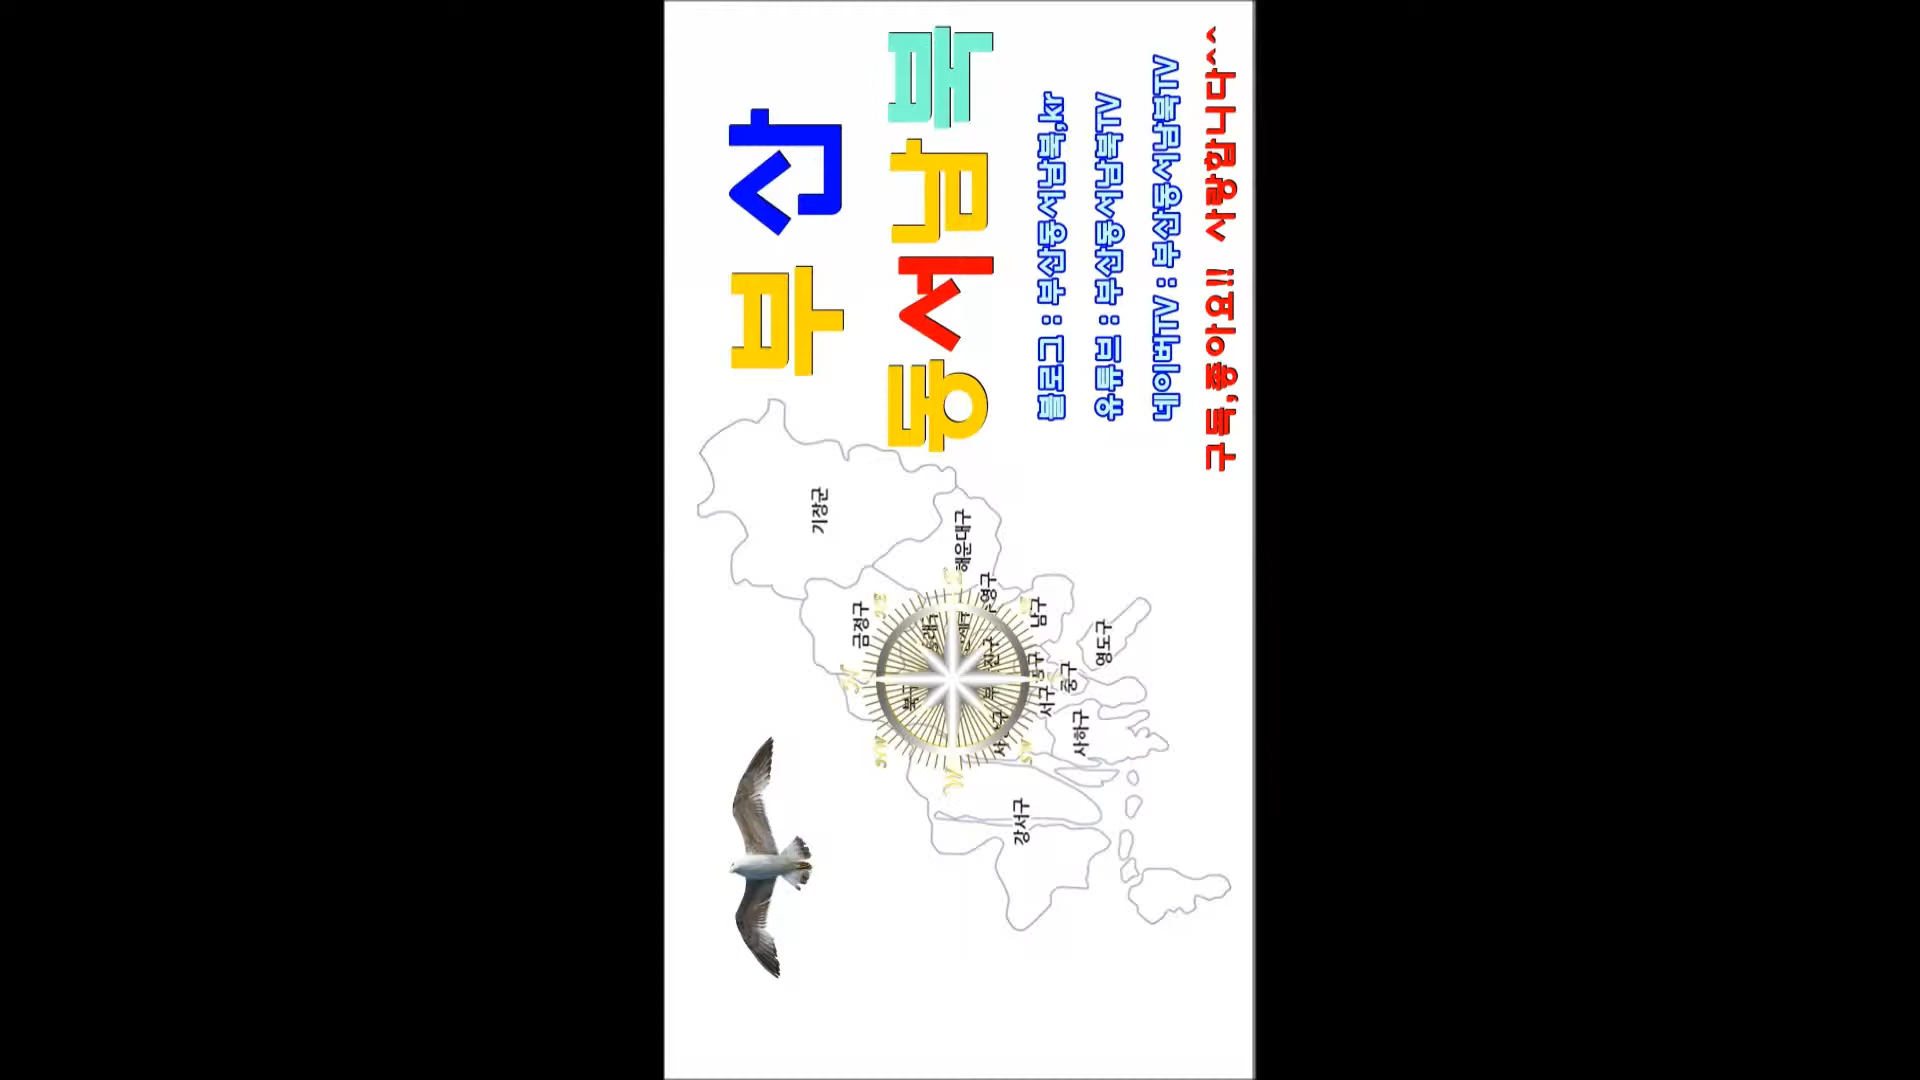 부산
동서남북
블로그 : 부산동서남북,kr
유튜브 : 부산동서남북TV
네이버TV : 부산동서남북TV
구독,좋아요!! 사랑합니다^^
기장군
해운대구
금정구
남구
영도구
중구
서구
사하구
강서구
N
NE
E
SW
W
NW